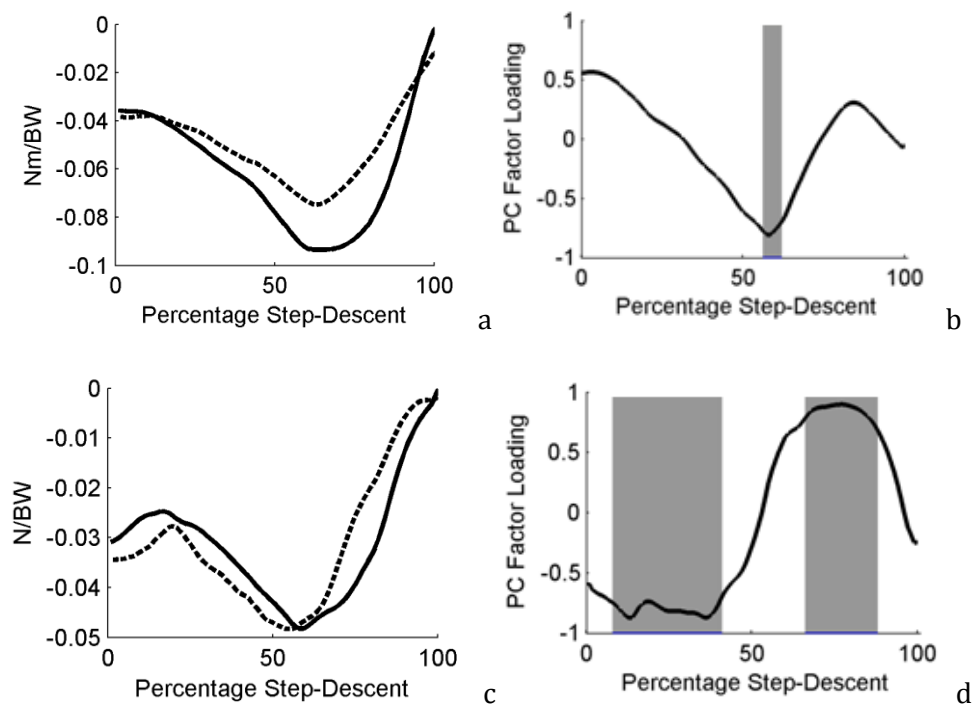 0
-0.02
-0.04
-0.06
-0.08
-0.1
Nm/BW
0 50 100
Percentage Step-Descent
a
1
0.5
0
-0.5
-1
PC Factor Loading
0 50 100
Percentage Step-Descent
b
0
-0.01
-0.02
-0.03
-0.04
-0.05
N/BW
0 50 100
Percentage Step-Descent
c
1
0.5
0
-0.5
-1
PC Factor Loading
0 50 100
Percentage Step-Descent
d